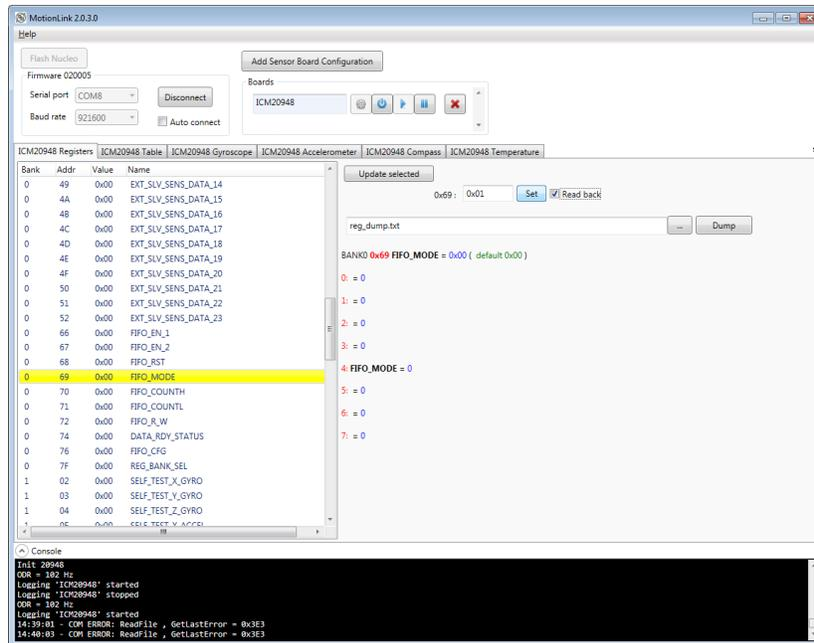 MotionLink 2.0.3.0
Help
Flash Nucleo
Add Sensor Board Configuration
Firmware 020005
Boards
Serial port COM8 Disconnect
ICM20948
Baud rate 921600 Auto connect
ICM20948 Registers ICM20948 Table ICM20948 Gyroscope ICM20948 Accelerometer ICM20948 Compass ICM20948 Temperature
Bank Addr Value Name
0 49 0x00 EXT_SLV_SENS_DATA_14
0 4A 0x00 EXT_SLV_SENS_DATA_15
0 4B 0x00 EXT_SLV_SENS_DATA_16
0 4C 0x00 EXT_SLV_SENS_DATA_17
0 4D 0x00 EXT_SLV_SENS_DATA_18
0 4E 0x00 EXT_SLV_SENS_DATA_19
0 4F 0x00 EXT_SLV_SENS_DATA_20
0 50 0x00 EXT_SLV_SENS_DATA_21
0 51 0x00 EXT_SLV_SENS_DATA_22
0 52 0x00 EXT_SLV_SENS_DATA_23
0 66 0x00 FIFO_EN_1
0 67 0x00 FIFO_EN_2
0 68 0x00 FIFO_RST
0 69 0x00 FIFO_MODE
0 70 0x00 FIFO_COUNTH
0 71 0x00 FIFO_COUNTL
0 72 0x00 FIFO_R_W
0 74 0x00 DATA_RDY_STATUS
0 76 0x00 FIFO_CFG
0 7F 0x00 REG_BANK_SEL
1 02 0x00 SELF_TEST_X_GYRO
1 03 0x00 SELF_TEST_Y_GYRO
1 04 0x00 SELF_TEST_Z_GYRO
Update selected
0x69 : 0x01 Set Read back
reg_dump.txt ... Dump
BANK0 0x69 FIFO_MODE = 0x00 ( default 0x00 )
0: = 0
1: = 0
2: = 0
3: = 0
4: FIFO_MODE = 0
5: = 0
6: = 0
7: = 0
Console
Init 20948
ODR = 102 Hz
Logging 'ICM20948' started
Logging 'ICM20948' stopped
ODR = 102 Hz
Logging 'ICM20948' started
14:39:01 - COM ERROR: ReadFile , GetLastError = 0x3E3
14:40:03 - COM ERROR: ReadFile , GetLastError = 0x3E3